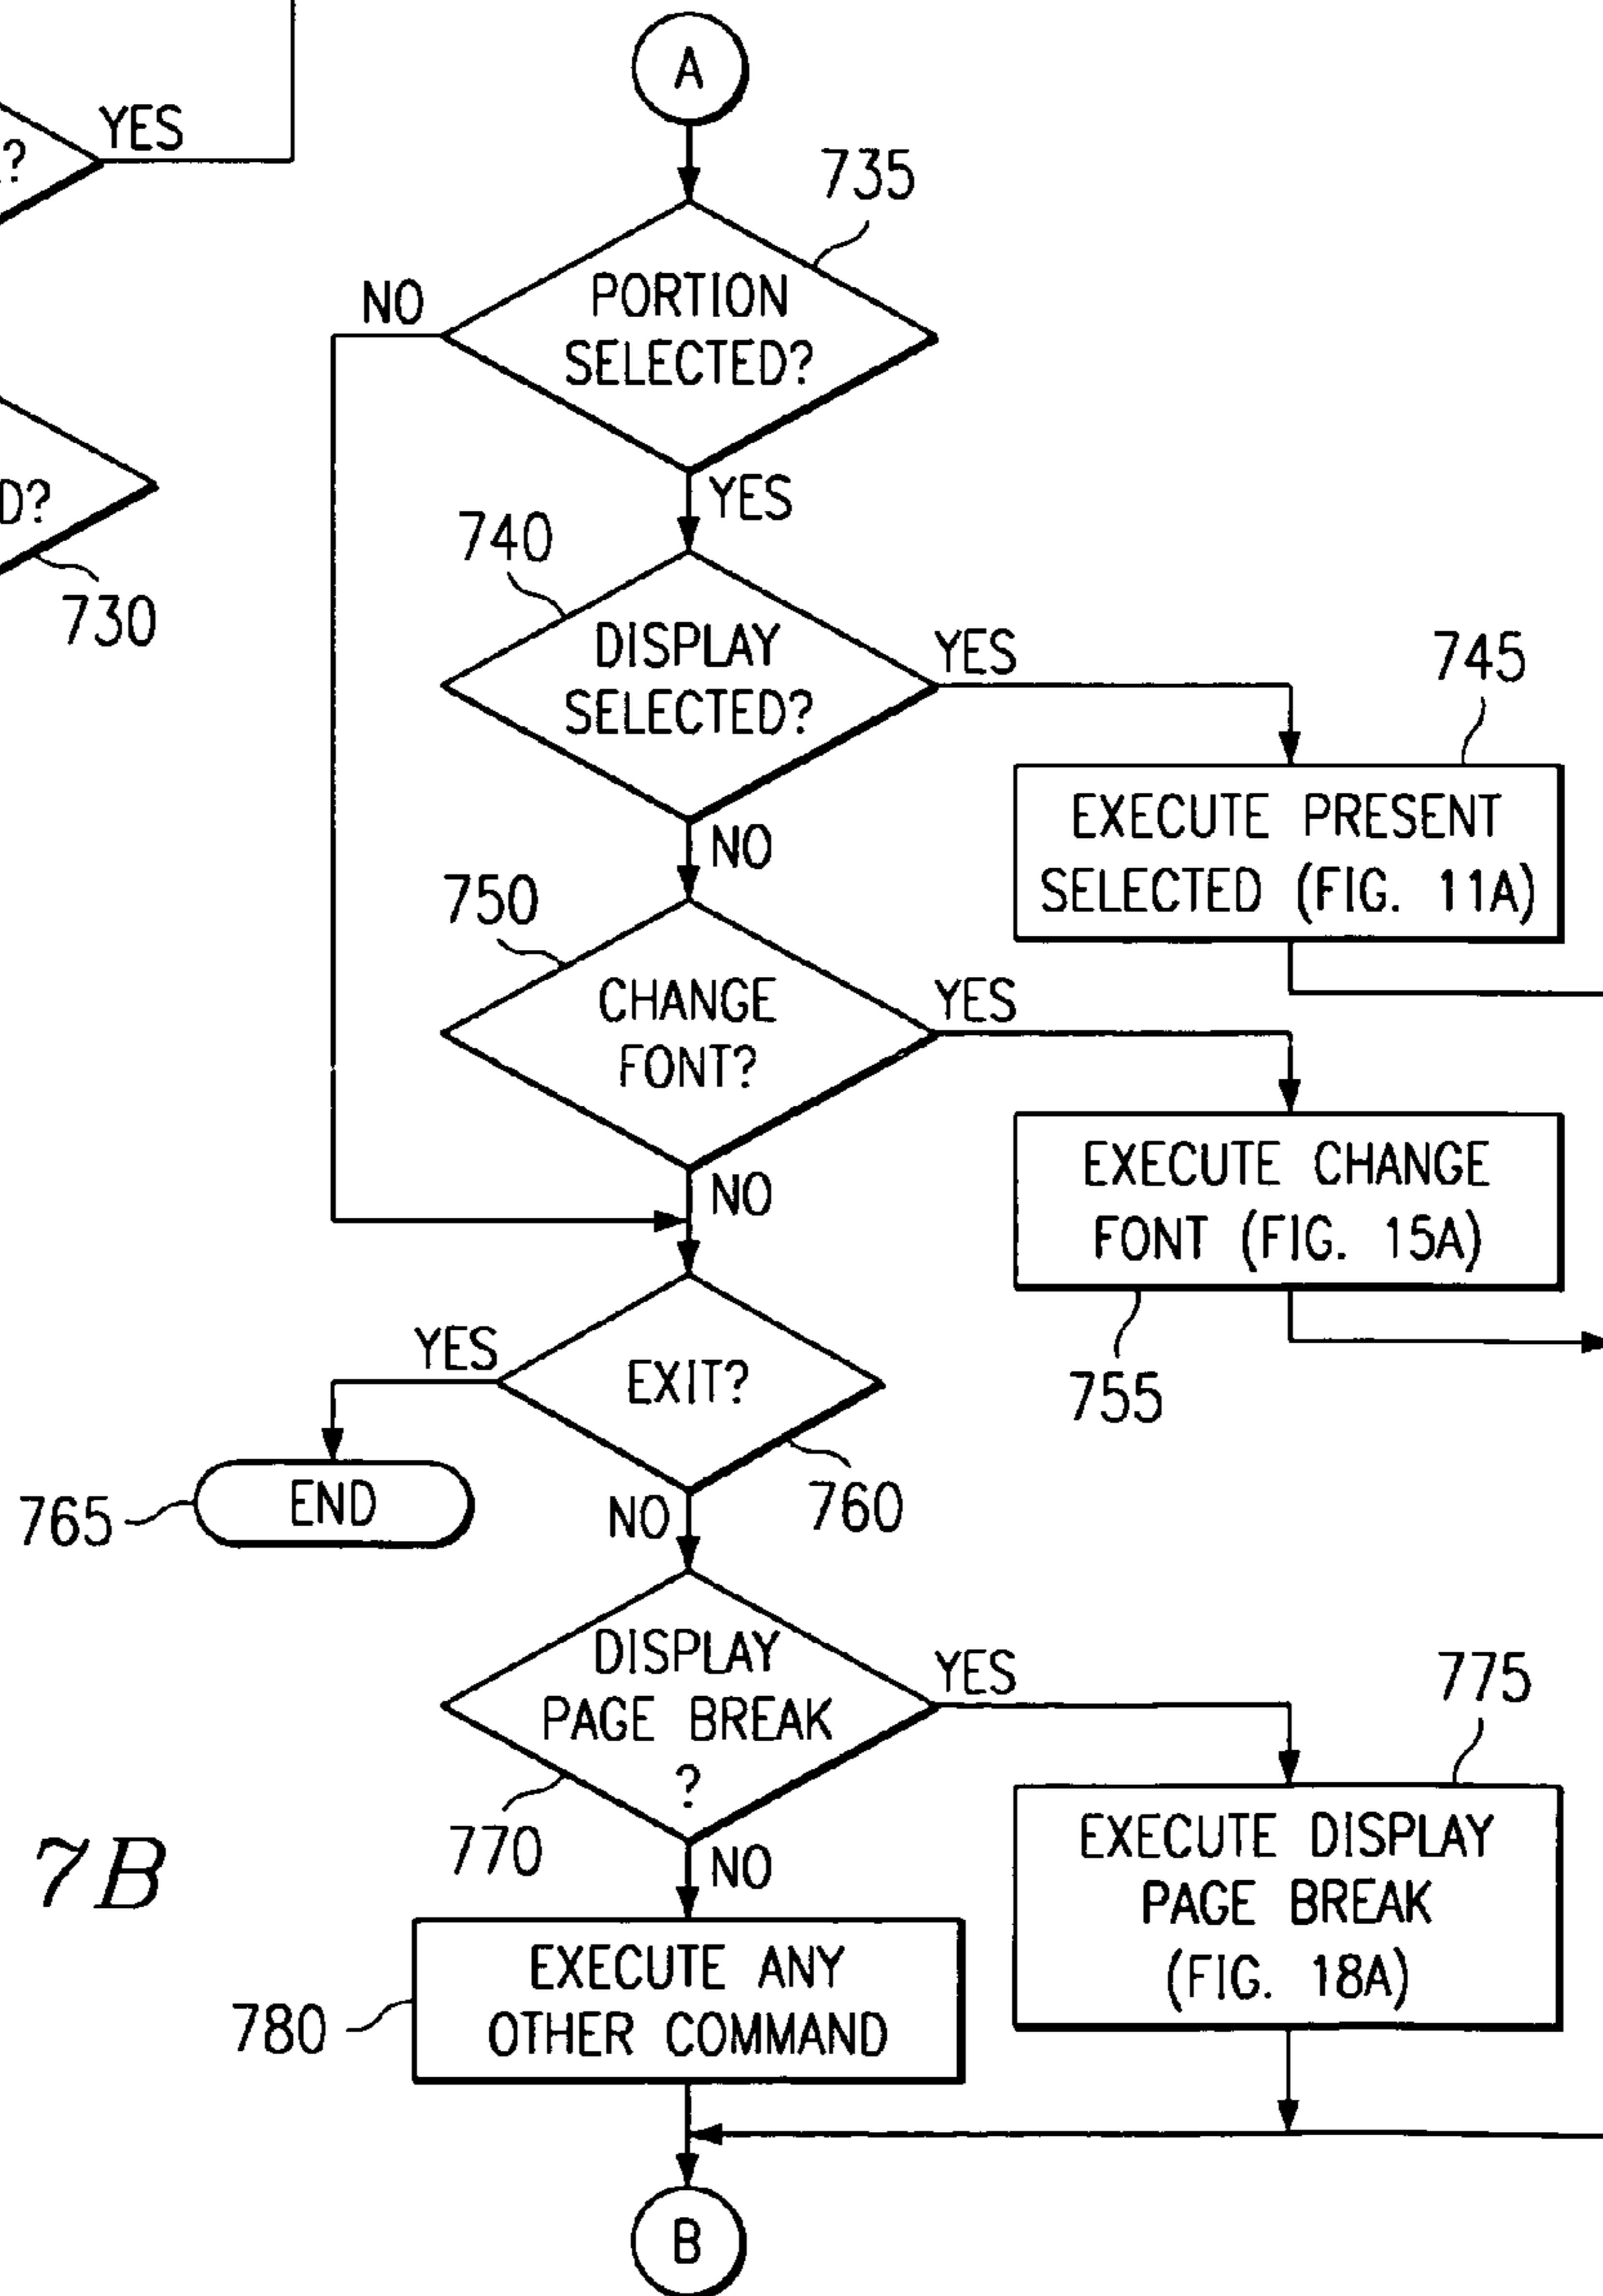 A
YES
?
735
NO
PORTION
SELECTED?
D?
YES
730
740
DISPLAY
SELECTED?
YES
745
EXECUTE PRESENT
SELECTED (FIG. 11A)
NO
750
CHANGE
FONT?
YES
EXECUTE CHANGE
FONT (FIG. 15A)
755
NO
YES
EXIT?
765
END
760
NO
DISPLAY
PAGE BREAK
?
YES
775
770
EXECUTE DISPLAY
PAGE BREAK
(FIG. 18A)
NO
7B
EXECUTE ANY
OTHER COMMAND
780
B